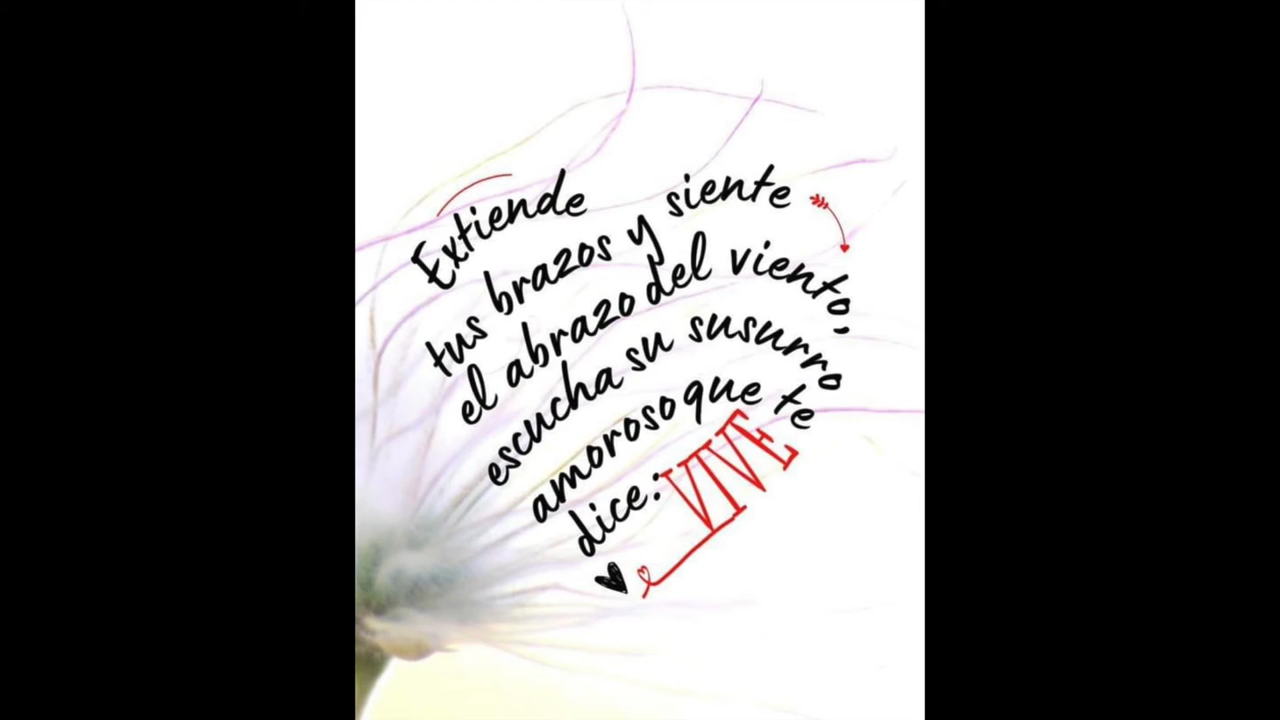 Extiende
tus brazos y siente
el abrazo del viento,
escucha su susurro
amoroso que te
dice: VIVE